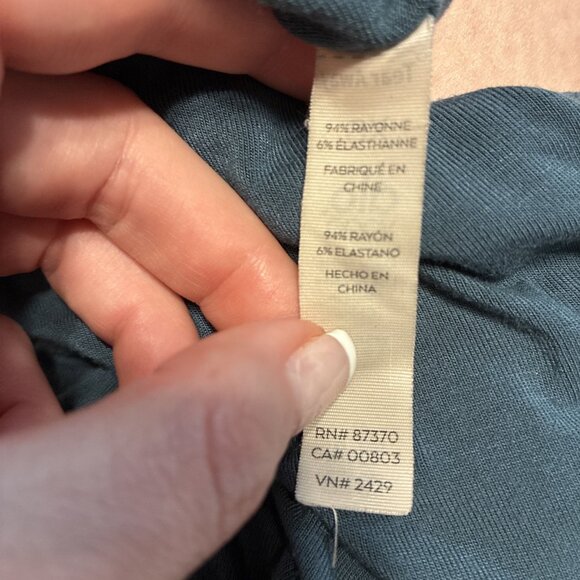 94% RAYONNE
6% ÉLASTHANNE
FABRIQUÉ EN
CHINE
94% RAYÓN
6% ELASTANO
HECHO EN
CHINA
RN# 87370
CA# 00803
VN# 2429